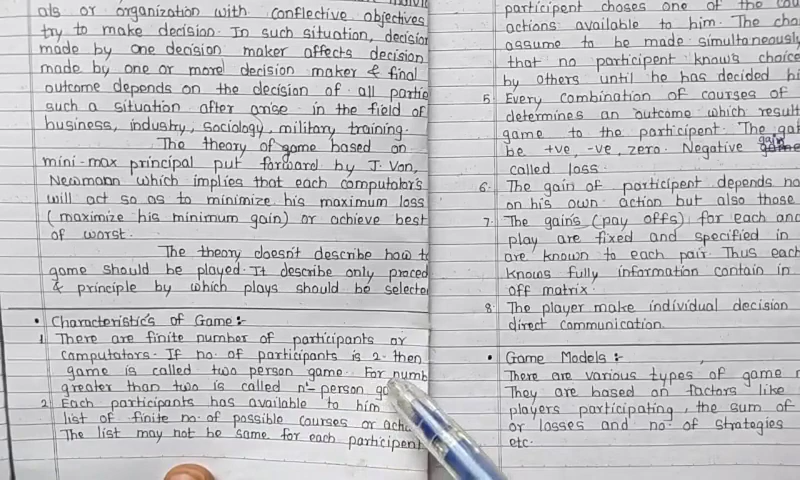 als or organization with conflective objectives
try to make decision. In such situation, decision
made by one decision maker affects decision
made by one or more decision maker & final
outcome depends on the decision of all partie
such a situation after arise in the field of
business, industry, sociology, military training.
The theory of game based on
mini-max principal put forward by J. Von,
Newmann which implies that each computators
will act so as to minimize his maximum loss
(maximize his minimum gain) or achieve best
of worst.
The theory doesn't describe how to
game should be played. It describe only proced
& principle by which plays should be selecte
• Characteristic's of Game :-
1 There are finite number of participants or
computators. If no. of participants is 2. then
game is called two person game. For numb
greater than two is called n'- person ga
2 Each participants has available to him
list of finite no. of possible courses or
The list may not be same for each participent
participent choses one of the cou
actions available to him. The cho
assume to be made simultaneously
that no participent knows choice
by others until he has decided hi
5. Every combination of courses of
determines an outcome which result
game to the participent. The
be +ve, -ve, zero. Negative gain
called loss.
6. The gain of participent depends no
on his own action but also those
7. The gains (pay offs) for each and
play are fixed and specified in
are known to each pair. Thus each
knows fully information contain in
off matrix.
8. The player make individual decision
direct communication.
• Game Models :-
There are various types of game
They are based on factors like
players participating, the sum of
or losses and no. of strategies
etc.